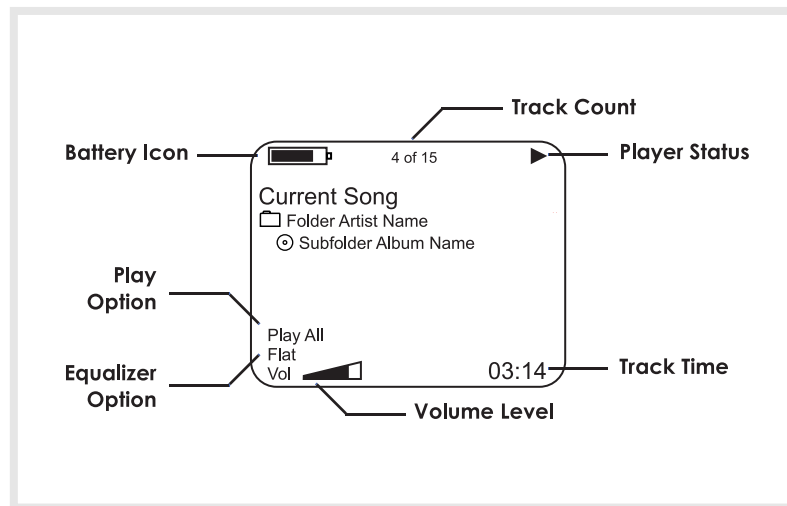 Track Count
Battery Icon
4 of 15
Player Status
Current Song
Folder Artist Name
Subfolder Album Name
Play
Option
Play All
Flat
Vol
03:14
Equalizer
Option
Track Time
Volume Level